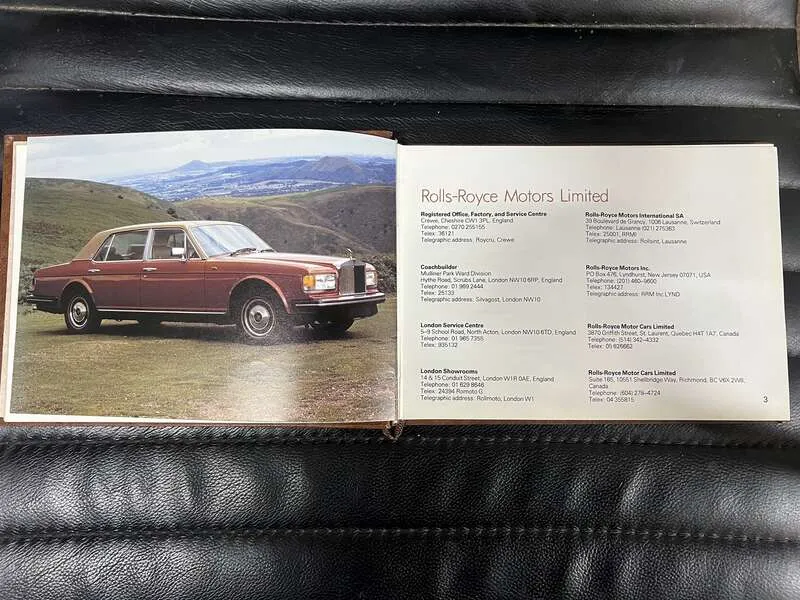 Rolls-Royce Motors Limited
Registered Office, Factory, and Service Centre
Crewe, Cheshire CW1 3PL, England
Telephone: 0270 255155
Telex: 36121
Telegraphic address: Roycru, Crewe
Coachbuilder
Mulliner Park Ward Division
Hythe Road, Scrubs Lane, London NW10 6RP, England
Telephone: 01 969 2444
Telex: 25133
Telegraphic address: Silvagost, London NW10
London Service Centre
5–9 School Road, North Acton, London NW10 6TD, England
Telephone: 01 965 7355
Telex: 935132
London Showrooms
14 & 15 Conduit Street, London W1R 0AE, England
Telephone: 01 629 8646
Telex: 24394 Romoto G
Telegraphic address: Rollmoto, London W1
Rolls-Royce Motors International SA
39 Boulevard de Grancy, 1006 Lausanne, Switzerland
Telephone: Lausanne (021) 275363
Telex: 25001, RRMI
Telegraphic address: Rolisint, Lausanne
Rolls-Royce Motors Inc.
PO Box 476, Lyndhurst, New Jersey 07071, USA
Telephone: (201) 460–9600
Telex: 134427
Telegraphic address: RRM Inc LYND
Rolls-Royce Motor Cars Limited
3870 Griffith Street, St. Laurent, Quebec H4T 1A7, Canada
Telephone: (514) 342–4332
Telex: 05 826662
Rolls-Royce Motor Cars Limited
Suite 165, 10551 Shellbridge Way, Richmond, BC V6X 2W8,
Canada
Telephone: (604) 278–4724
Telex: 04 355815
3